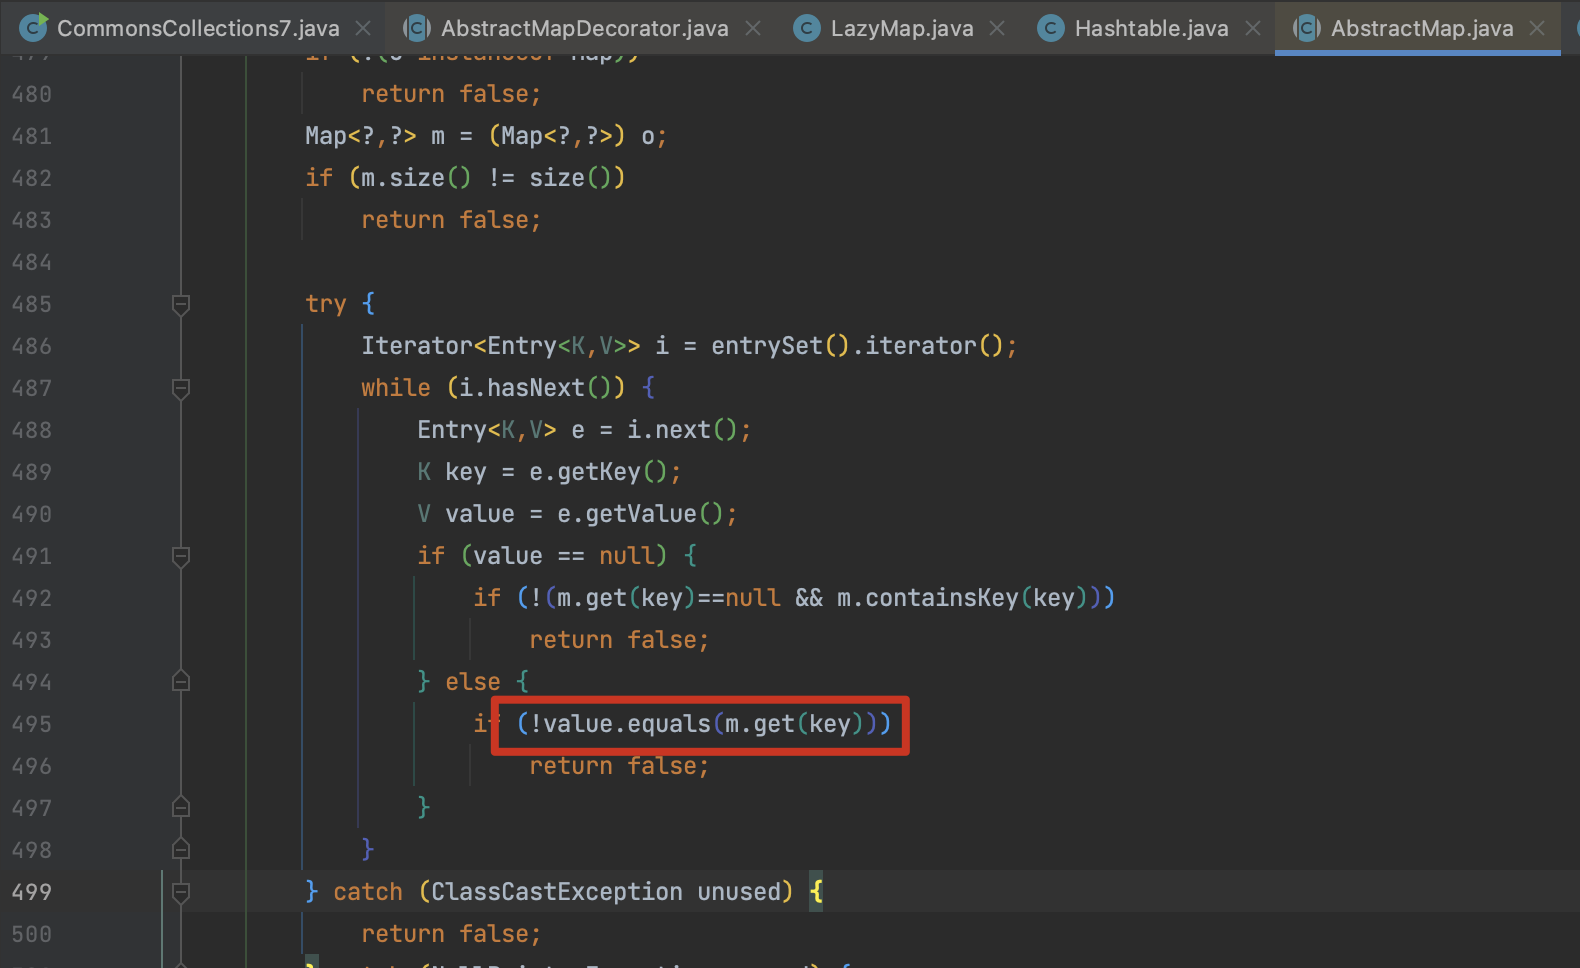 CommonsCollections7.java AbstractMapDecorator.java LazyMap.java Hashtable.java AbstractMap.java
480 return false;
481 Map<?,?> m = (Map<?,?>) o;
482 if (m.size() != size())
483 return false;
484
485 try {
486 Iterator<Entry<K,V>> i = entrySet().iterator();
487 while (i.hasNext()) {
488 Entry<K,V> e = i.next();
489 K key = e.getKey();
490 V value = e.getValue();
491 if (value == null) {
492 if (!(m.get(key)==null && m.containsKey(key)))
493 return false;
494 } else {
495 if (!value.equals(m.get(key)))
496 return false;
497 }
498 }
499 } catch (ClassCastException unused) {
500 return false;